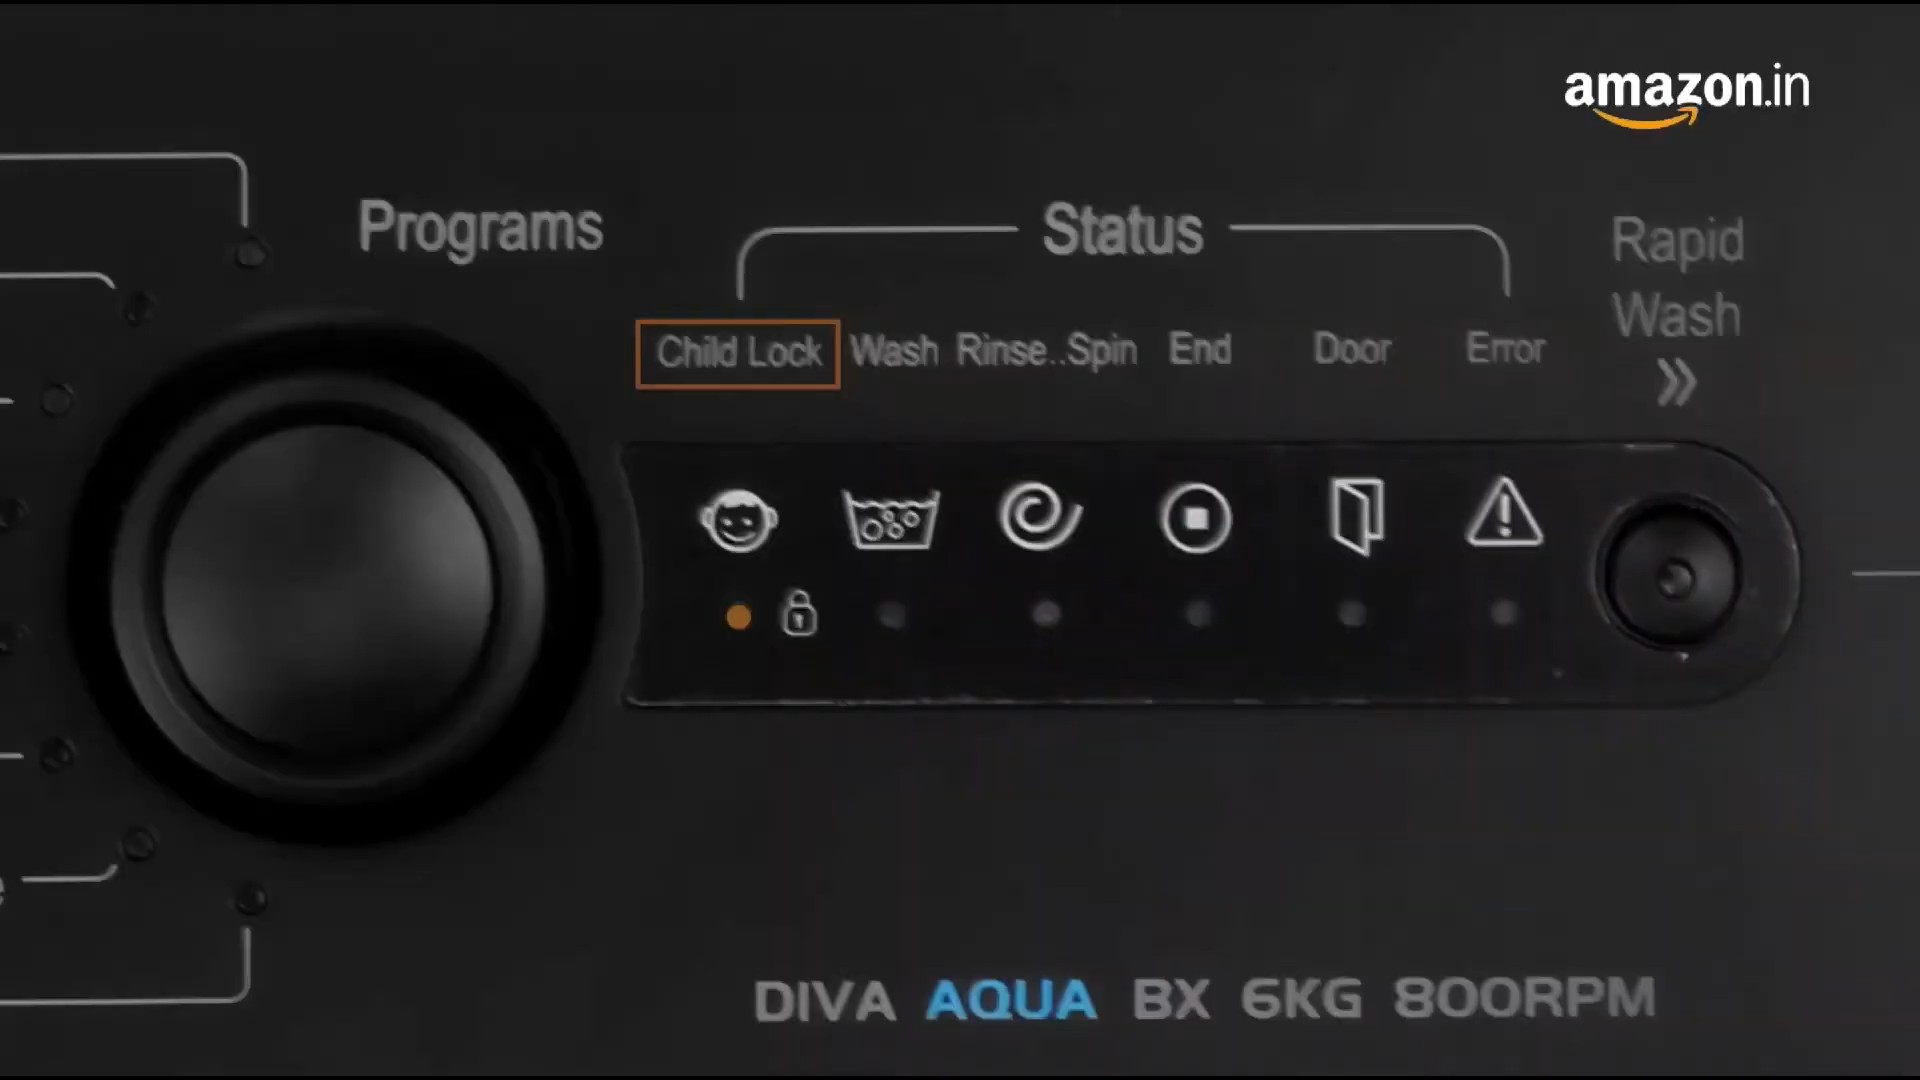 amazon.in
Programs
Status
Rapid
Wash
Child Lock Wash Rinse..Spin End Door Error
DIVA AQUA BX 6KG 800RPM